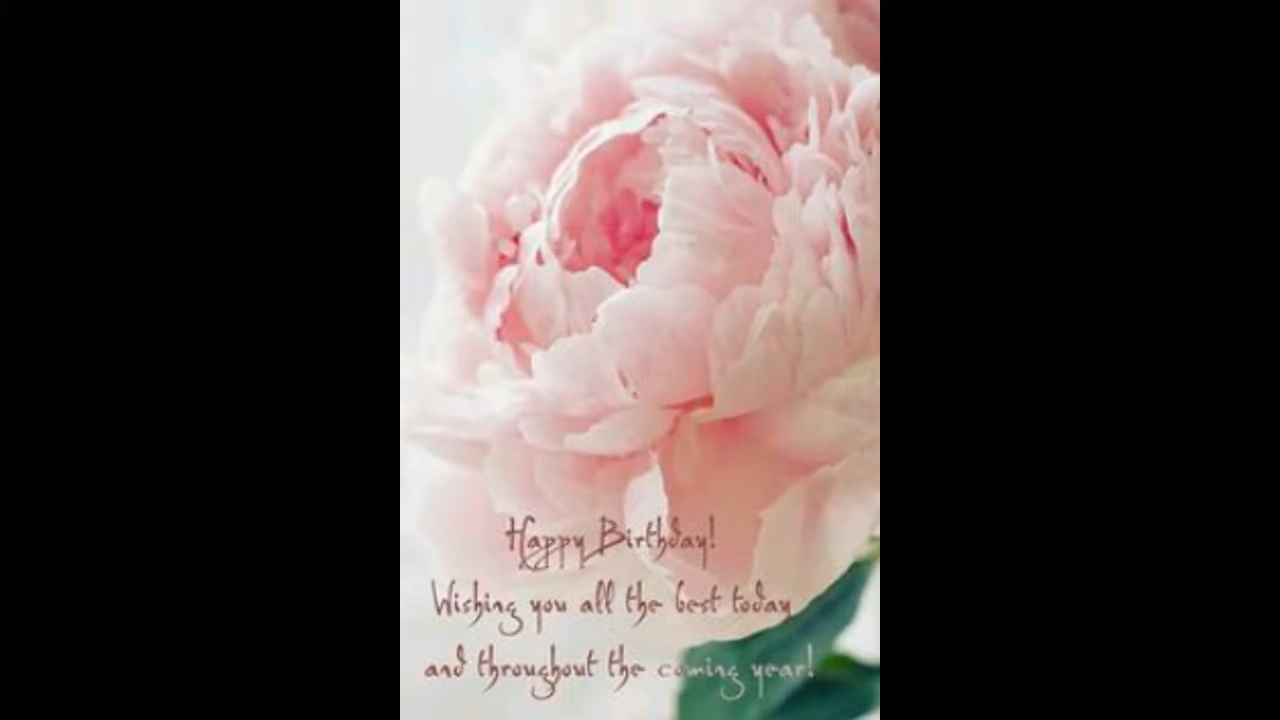 Happy Birthday!
Wishing you all the best today
and throughout the coming year!